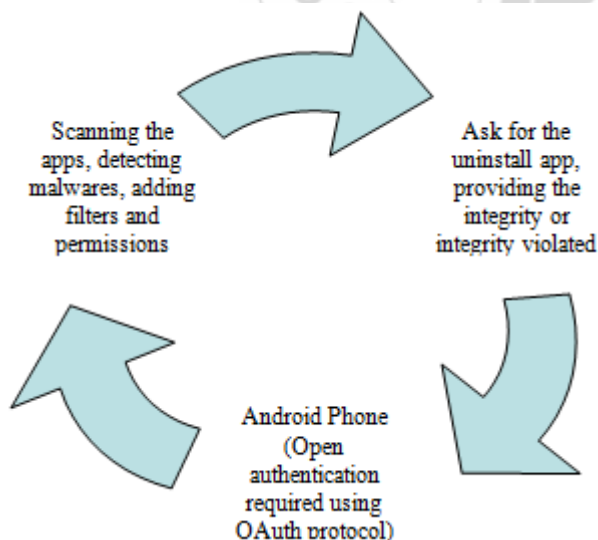 Scanning the
apps, detecting
malwares, adding
filters and
permissions
Ask for the
uninstall app,
providing the
integrity or
integrity violated
Android Phone
(Open
authentication
required using
OAuth protocol)